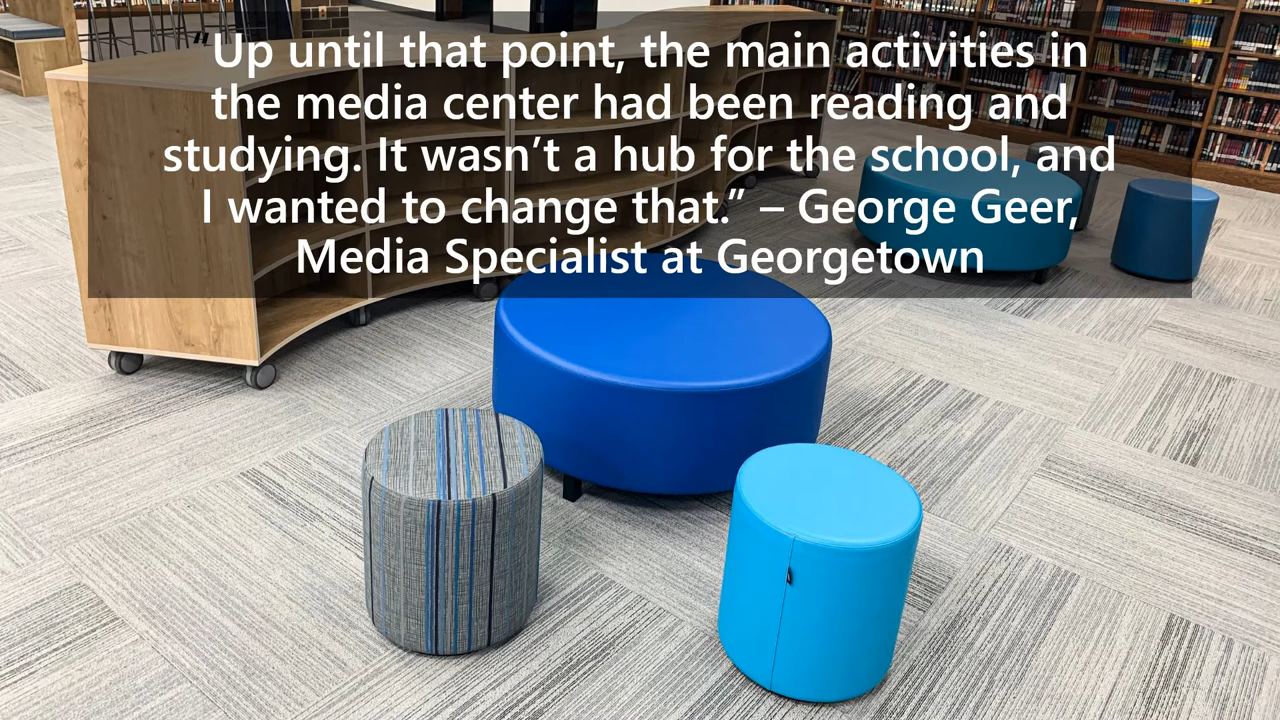 Up until that point, the main activities in
the media center had been reading and
studying. It wasn’t a hub for the school, and
I wanted to change that.” – George Geer,
Media Specialist at Georgetown